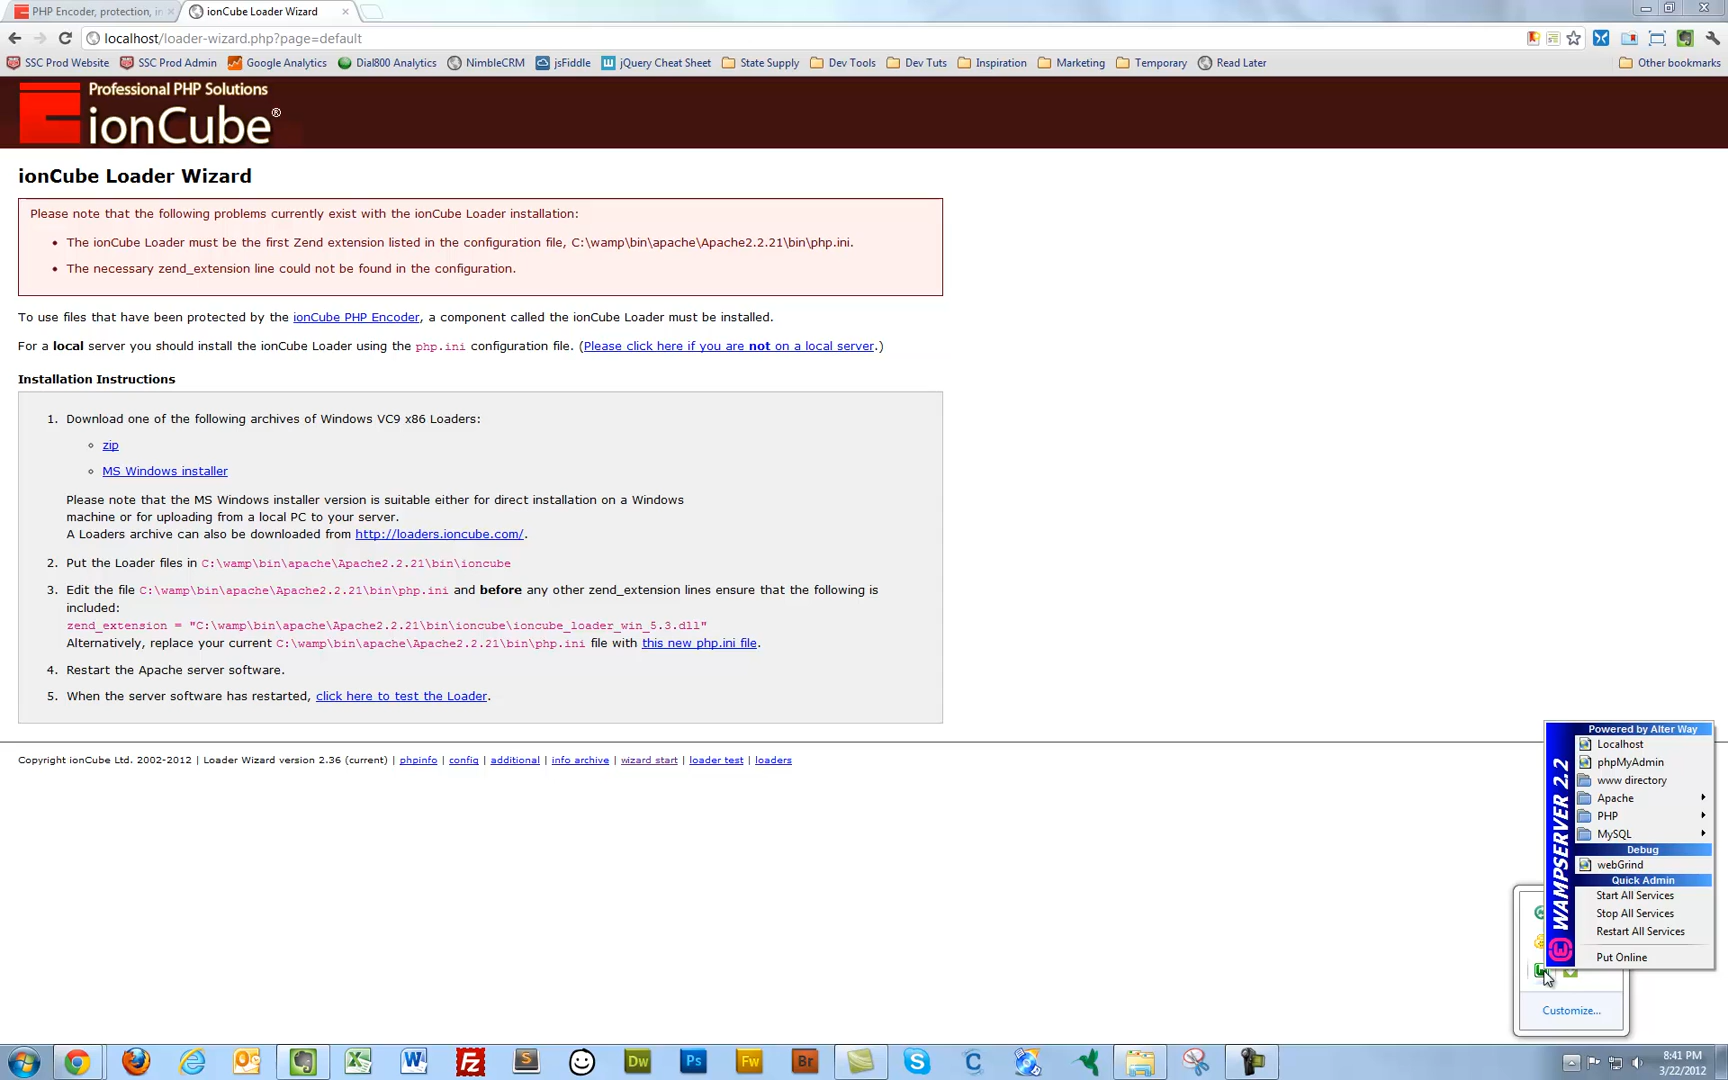 PHP Encoder, protection, in
ionCube Loader Wizard
localhost/loader-wizard.php?page=default
SSC Prod Website SSC Prod Admin Google Analytics Dial800 Analytics NimbleCRM jsFiddle jQuery Cheat Sheet State Supply Dev Tools Dev Tuts Inspiration Marketing Temporary Read Later Other bookmarks
Professional PHP Solutions
ionCube®
ionCube Loader Wizard
Please note that the following problems currently exist with the ionCube Loader installation:
• The ionCube Loader must be the first Zend extension listed in the configuration file, C:\wamp\bin\apache\Apache2.2.21\bin\php.ini.
• The necessary zend_extension line could not be found in the configuration.
To use files that have been protected by the ionCube PHP Encoder, a component called the ionCube Loader must be installed.
For a local server you should install the ionCube Loader using the php.ini configuration file. (Please click here if you are not on a local server.)
Installation Instructions
1. Download one of the following archives of Windows VC9 x86 Loaders:
zip
MS Windows installer
Please note that the MS Windows installer version is suitable either for direct installation on a Windows
machine or for uploading from a local PC to your server.
A Loaders archive can also be downloaded from http://loaders.ioncube.com/.
2. Put the Loader files in C:\wamp\bin\apache\Apache2.2.21\bin\ioncube
3. Edit the file C:\wamp\bin\apache\Apache2.2.21\bin\php.ini and before any other zend_extension lines ensure that the following is
included:
zend_extension = "C:\wamp\bin\apache\Apache2.2.21\bin\ioncube\ioncube_loader_win_5.3.dll"
Alternatively, replace your current C:\wamp\bin\apache\Apache2.2.21\bin\php.ini file with this new php.ini file.
4. Restart the Apache server software.
5. When the server software has restarted, click here to test the Loader.
Copyright ionCube Ltd. 2002-2012 | Loader Wizard version 2.36 (current) | phpinfo | config | additional | info archive | wizard start | loader test | loaders
WAMPSERVER 2.2
Powered by Alter Way
Localhost
phpMyAdmin
www directory
Apache
PHP
MySQL
Debug
webGrind
Quick Admin
Start All Services
Stop All Services
Restart All Services
Put Online
Customize...
Dw Ps Fw Br
8:41 PM
3/22/2012